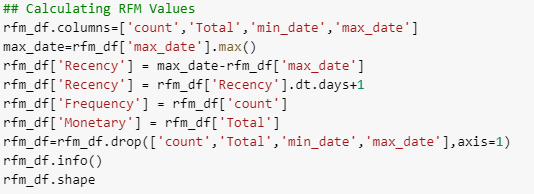 ## Calculating RFM Values
rfm_df.columns=['count','Total','min_date','max_date']
max_date=rfm_df['max_date'].max()
rfm_df['Recency'] = max_date-rfm_df['max_date']
rfm_df['Recency'] = rfm_df['Recency'].dt.days+1
rfm_df['Frequency'] = rfm_df['count']
rfm_df['Monetary'] = rfm_df['Total']
rfm_df=rfm_df.drop(['count','Total','min_date','max_date'],axis=1)
rfm_df.info()
rfm_df.shape